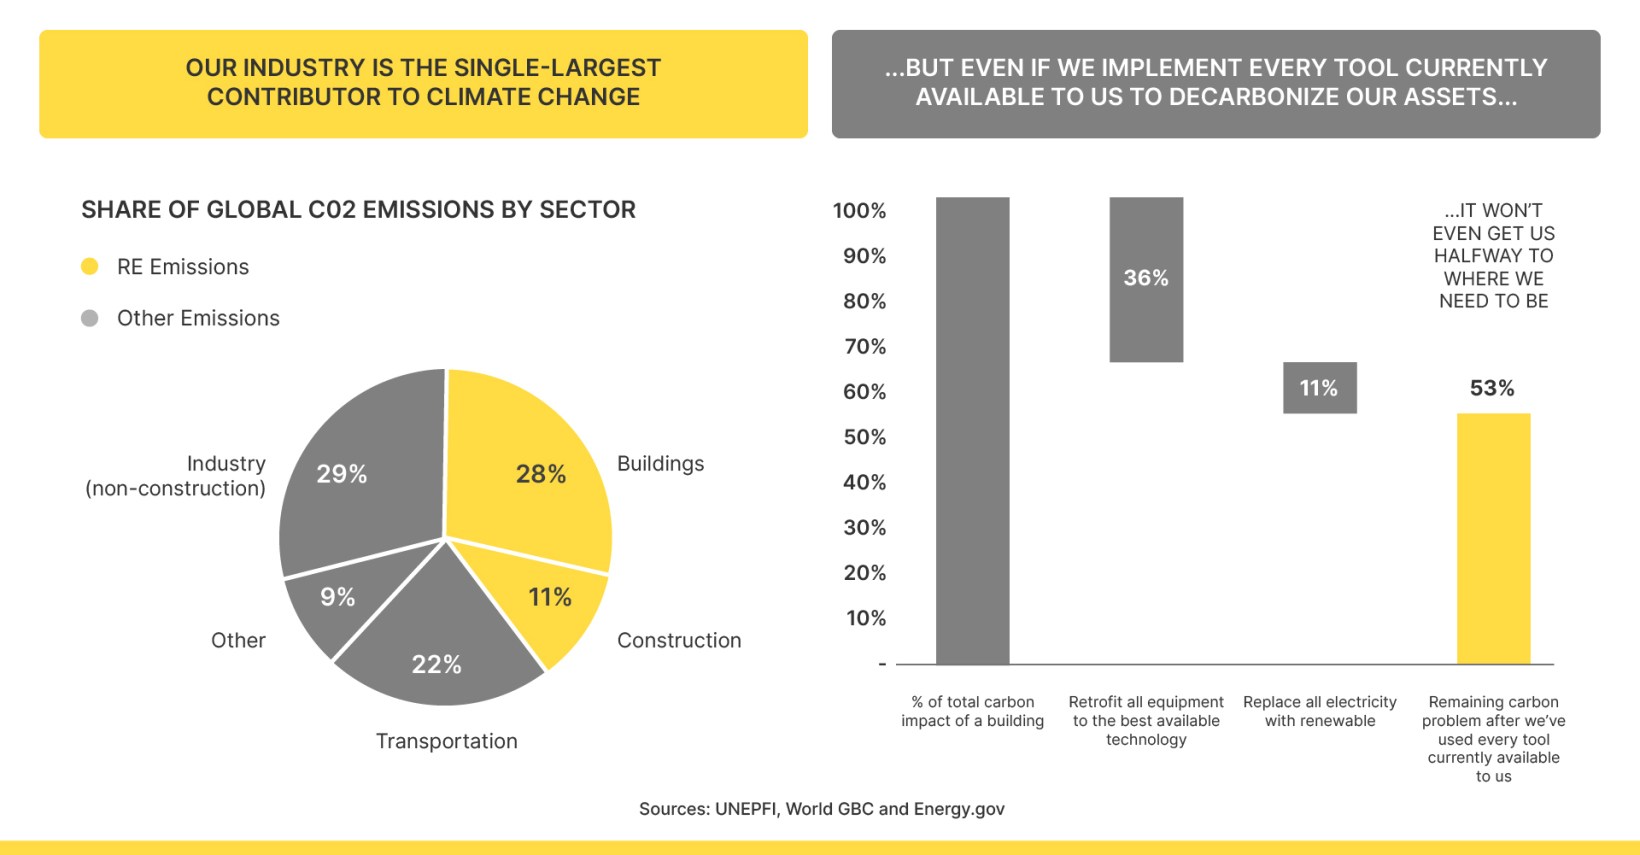 OUR INDUSTRY IS THE SINGLE-LARGEST
CONTRIBUTOR TO CLIMATE CHANGE
SHARE OF GLOBAL C02 EMISSIONS BY SECTOR
RE Emissions
Other Emissions
Industry
(non-construction)
29%
28%
Buildings
9%
11%
Other
22%
Construction
Transportation
...BUT EVEN IF WE IMPLEMENT EVERY TOOL CURRENTLY
AVAILABLE TO US TO DECARBONIZE OUR ASSETS...
100%
90%
80%
70%
60%
50%
40%
30%
20%
10%
-
36%
11%
...IT WON'T
EVEN GET US
HALFWAY TO
WHERE WE
NEED TO BE
53%
% of total carbon
impact of a building
Retrofit all equipment
to the best available
technology
Replace all electricity
with renewable
Remaining carbon
problem after we've
used every tool
currently available
to us
Sources: UNEPFI, World GBC and Energy.gov